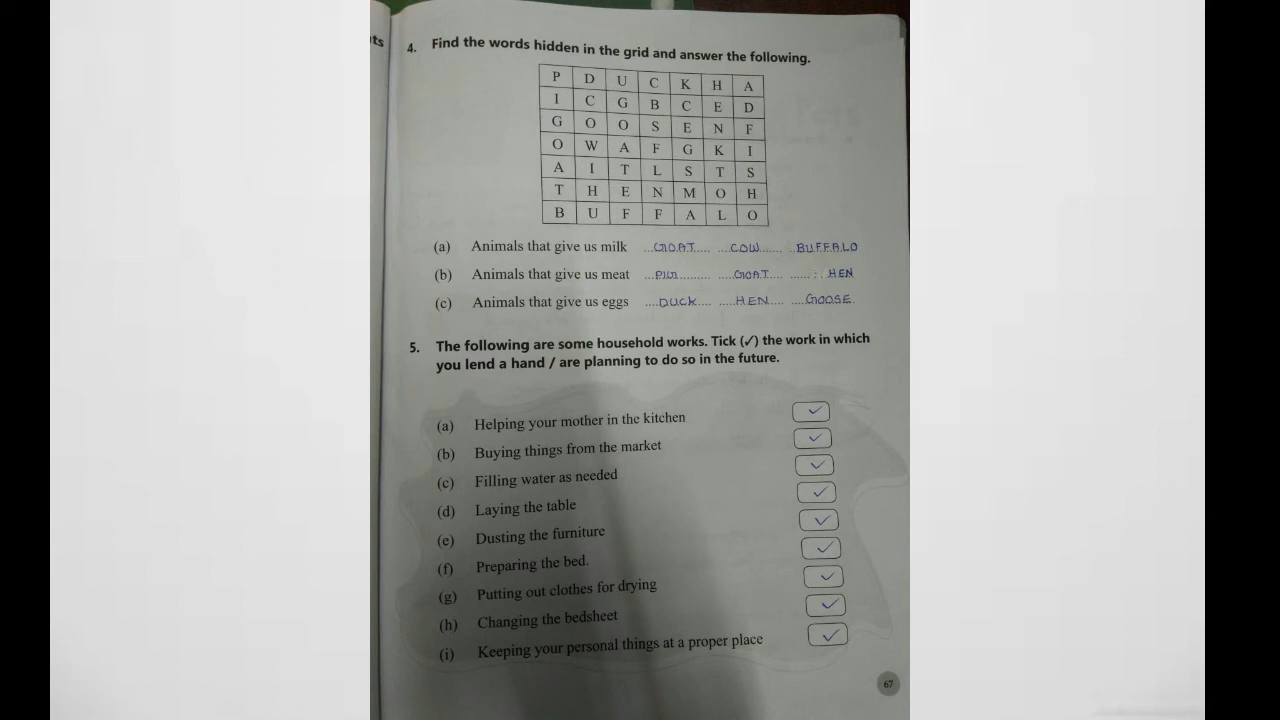 ts
4. Find the words hidden in the grid and answer the following.
P D U C K H A
I C G B C E D
G O O S E N F
O W A F G K I
A I T L S T S
T H E N M O H
B U F F A L O
(a) Animals that give us milk ...GOAT..... ....COW....... ..BUFFALO
(b) Animals that give us meat ...PIG.......... .....GOAT.... ......: HEN
(c) Animals that give us eggs ....DUCK.... .....HEN.... ....GOOSE.
5. The following are some household works. Tick (✓) the work in which
you lend a hand / are planning to do so in the future.
(a) Helping your mother in the kitchen ✓
(b) Buying things from the market ✓
(c) Filling water as needed ✓
(d) Laying the table ✓
(e) Dusting the furniture ✓
(f) Preparing the bed. ✓
(g) Putting out clothes for drying ✓
(h) Changing the bedsheet ✓
(i) Keeping your personal things at a proper place ✓
67